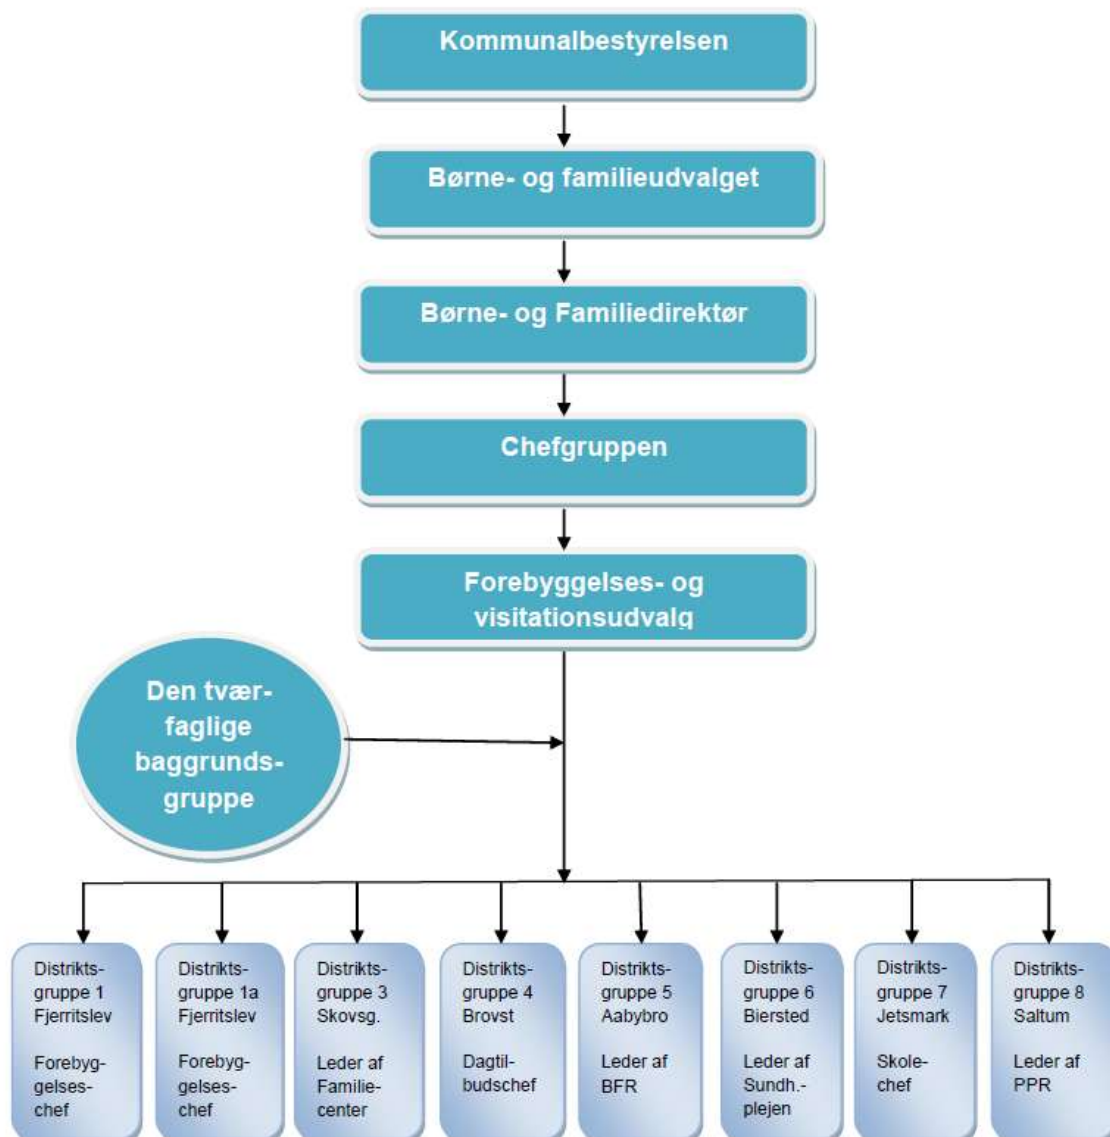 Kommunalbestyrelsen
Børne- og familieudvalget
Børne- og Familiedirektør
Chefgruppen
Forebyggelses- og
visitationsudvalg
Den tvær-
faglige
baggrunds-
gruppe
Distrikts-
gruppe 1
Fjerritslev
Forebyg-
gelses-
chef
Distrikts-
gruppe 1a
Fjerritslev
Forebyg-
gelses-
chef
Distrikts-
gruppe 3
Skovsg.
Leder af
Familie-
center
Distrikts-
gruppe 4
Brovst
Dagtil-
budschef
Distrikts-
gruppe 5
Aabybro
Leder af
BFR
Distrikts-
gruppe 6
Biersted
Leder af
Sundh.-
plejen
Distrikts-
gruppe 7
Jetsmark
Skole-
chef
Distrikts-
gruppe 8
Saltum
Leder af
PPR